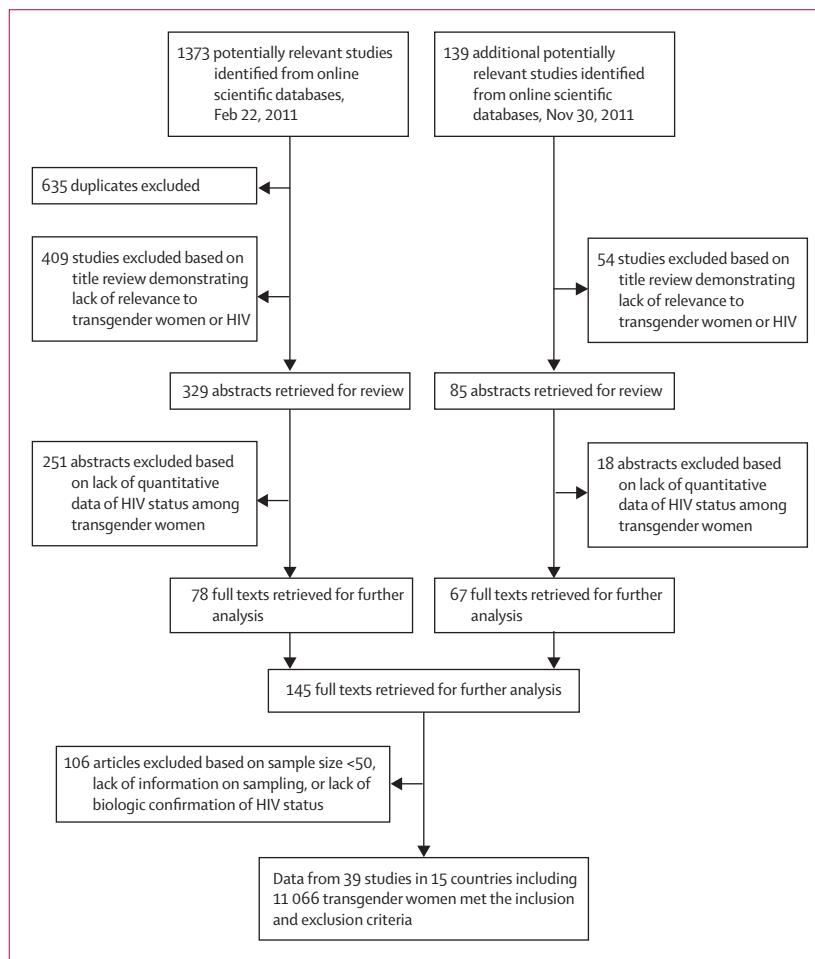 1373 potentially relevant studies
identified from online
scientific databases,
Feb 22, 2011
139 additional potentially
relevant studies identified
from online scientific
databases, Nov 30, 2011
635 duplicates excluded
409 studies excluded based on
title review demonstrating
lack of relevance to
transgender women or HIV
54 studies excluded based on
title review demonstrating
lack of relevance to
transgender women or HIV
329 abstracts retrieved for review
85 abstracts retrieved for review
251 abstracts excluded based
on lack of quantitative
data of HIV status among
transgender women
18 abstracts excluded based
on lack of quantitative
data of HIV status among
transgender women
78 full texts retrieved for further
analysis
67 full texts retrieved for further
analysis
145 full texts retrieved for further analysis
106 articles excluded based on sample size <50,
lack of information on sampling, or lack of
biologic confirmation of HIV status
Data from 39 studies in 15 countries including
11 066 transgender women met the inclusion
and exclusion criteria